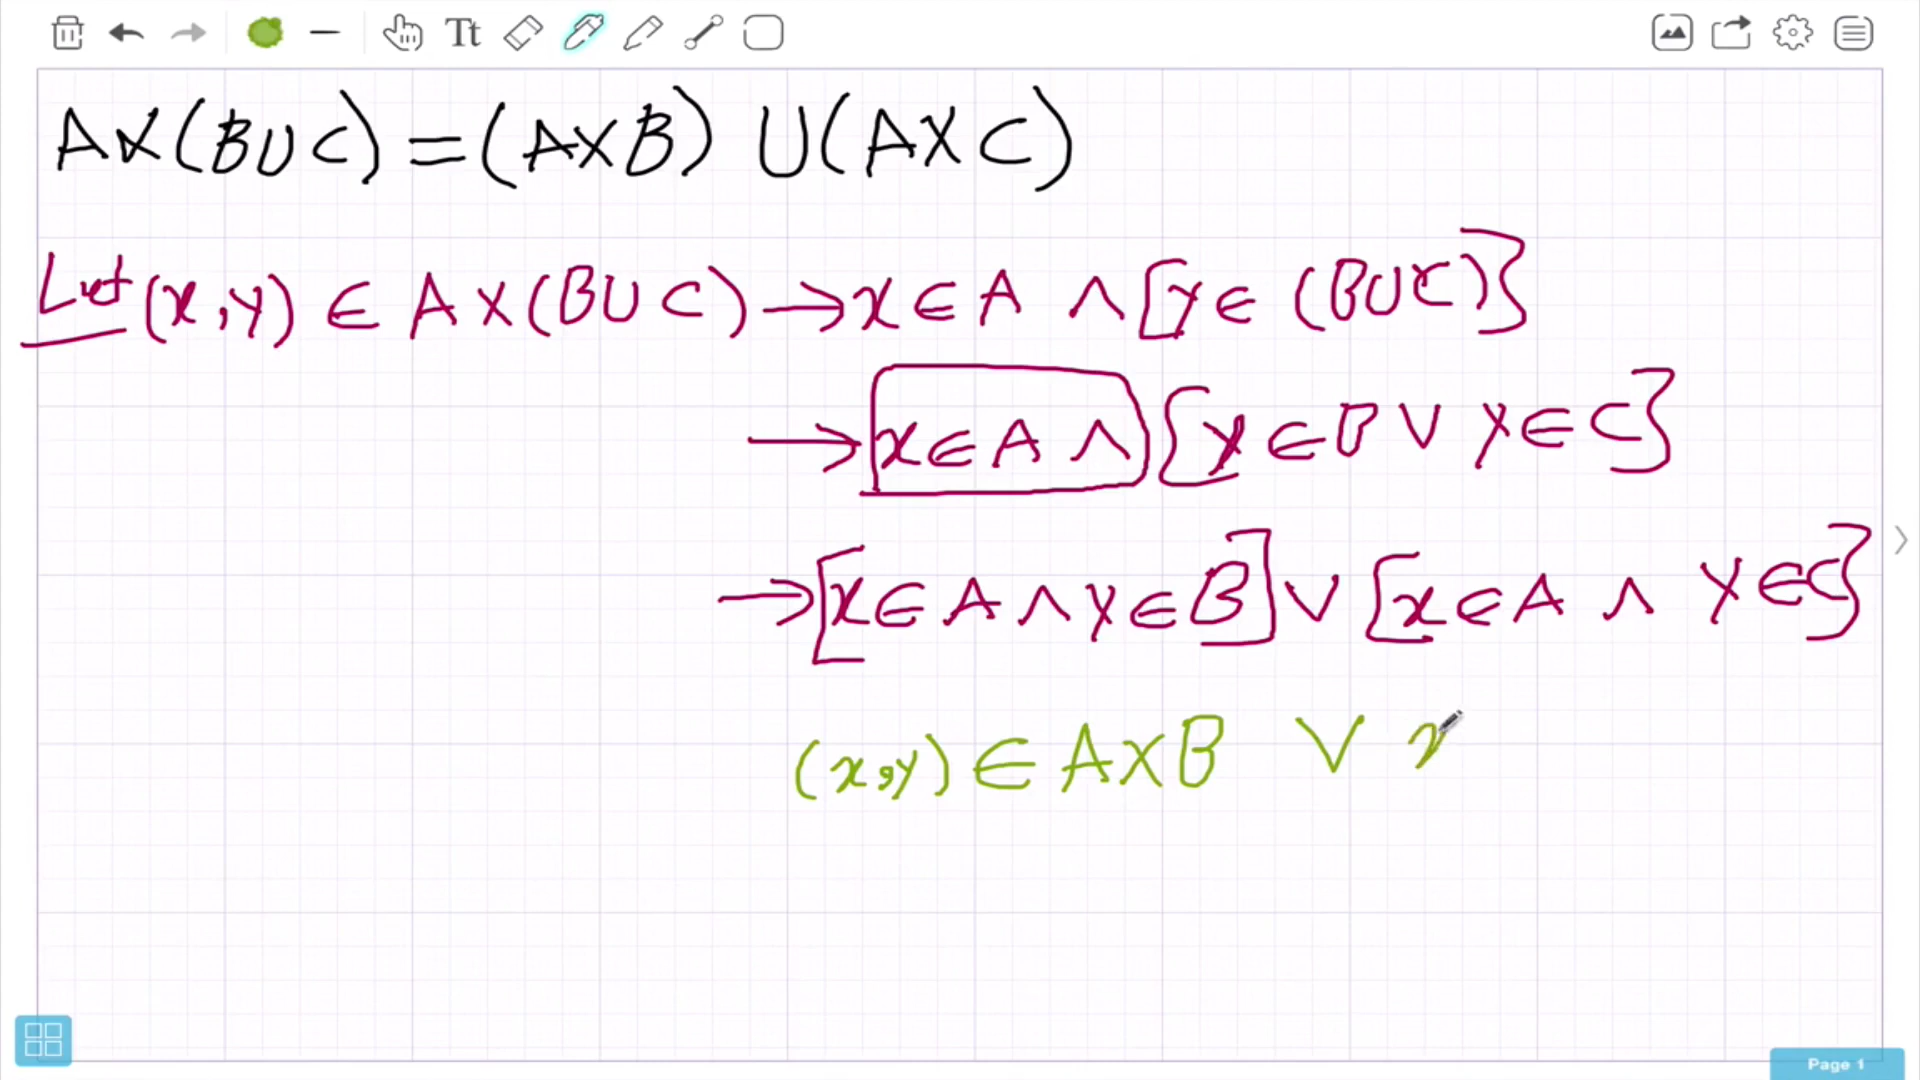 Tt
A×(B∪C)=(A×B) ∪(A×C)
Let (x,y) ∈ A×(B∪C)→x∈A ∧[y∈ (B∪C)]
→x∈A ∧ [y∈B∨ y∈C]
→[x∈A∧y∈B]∨[x∈A ∧ y∈C]
(x,y)∈A×B ∨ x
Page 1